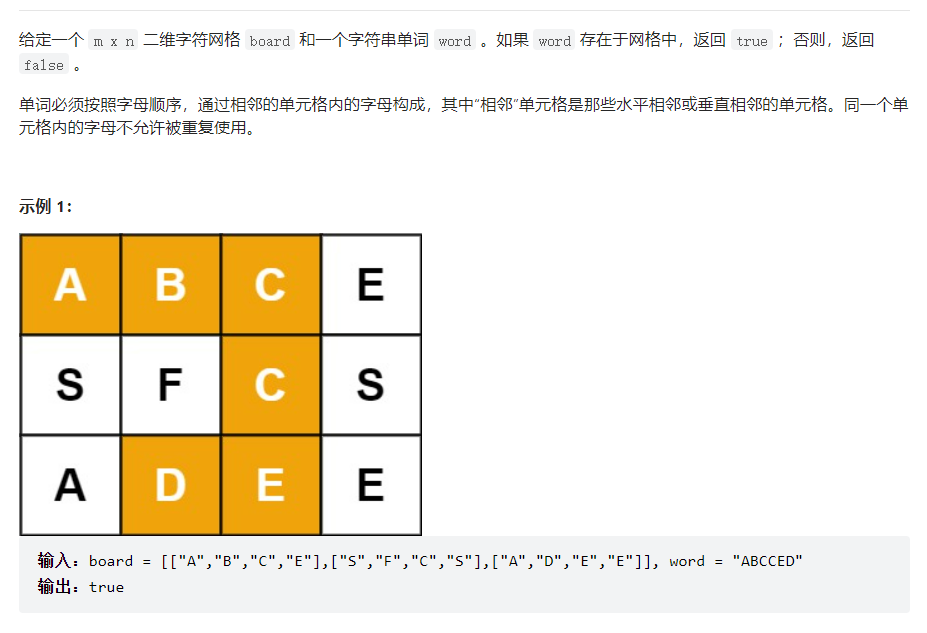 给定一个 m x n 二维字符网格 board 和一个字符串单词 word 。如果 word 存在于网格中，返回 true ；否则，返回
false 。
单词必须按照字母顺序，通过相邻的单元格内的字母构成，其中“相邻”单元格是那些水平相邻或垂直相邻的单元格。同一个单
元格内的字母不允许被重复使用。
示例 1：
A B C E
S F C S
A D E E
输入：board = [["A","B","C","E"],["S","F","C","S"],["A","D","E","E"]], word = "ABCCED"
输出：true